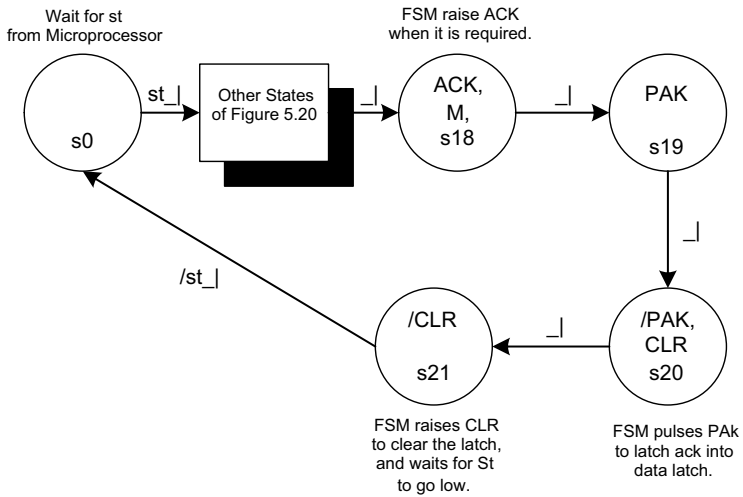 Wait for st
from Microprocessor
FSM raise ACK
when it is required.
s0
st_|
Other States
of Figure 5.20
_|
ACK,
M,
s18
_|
PAK
s19
_|
/st_|
/CLR
s21
_|
/PAK,
CLR
s20
FSM raises CLR
to clear the latch,
and waits for St
to go low.
FSM pulses PAk
to latch ack into
data latch.